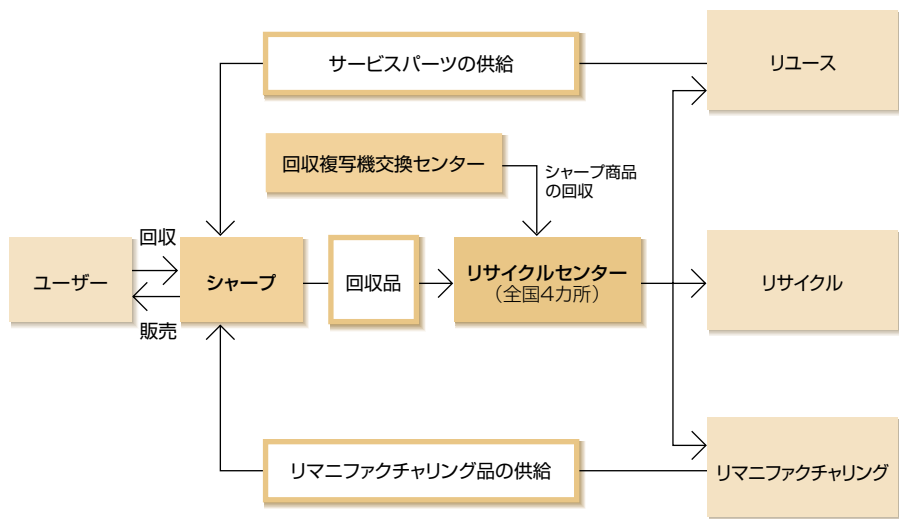 サービスパーツの供給
リユース
回収複写機交換センター
シャープ商品
の回収
回収
ユーザー
シャープ
回収品
リサイクルセンター
（全国4カ所）
リサイクル
販売
リマニファクチャリング品の供給
リマニファクチャリング